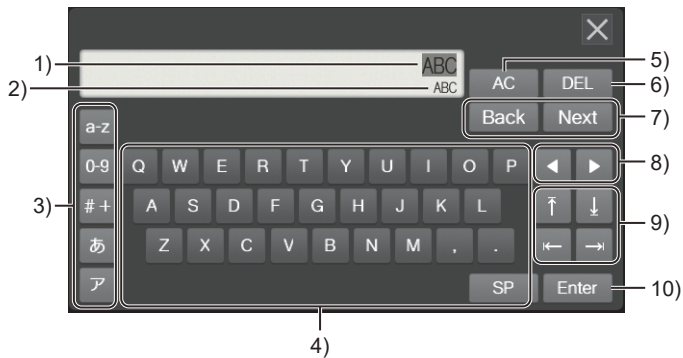 1)
ABC
5)
2)
ABC
AC
DEL
6)
a-z
Back
Next
7)
0-9
Q W E R T Y U I O P
◀ ▶
8)
3)
#+
A S D F G H J K L
⤒ ⤓
9)
あ
Z X C V B N M , .
⇤ ⇥
ア
SP
Enter
10)
4)